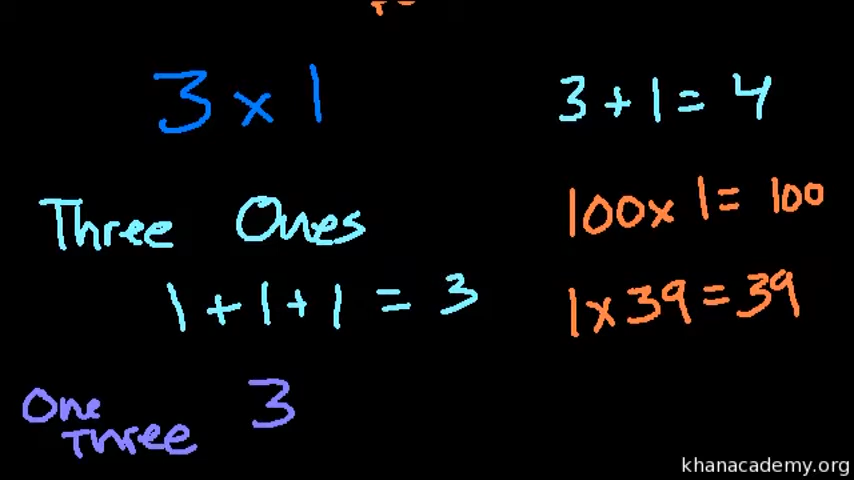 3 x 1
Three Ones
1 + 1 + 1 = 3
One
Three 3
3 + 1 = 4
100 x 1 = 100
1 x 39 = 39
khanacademy.org